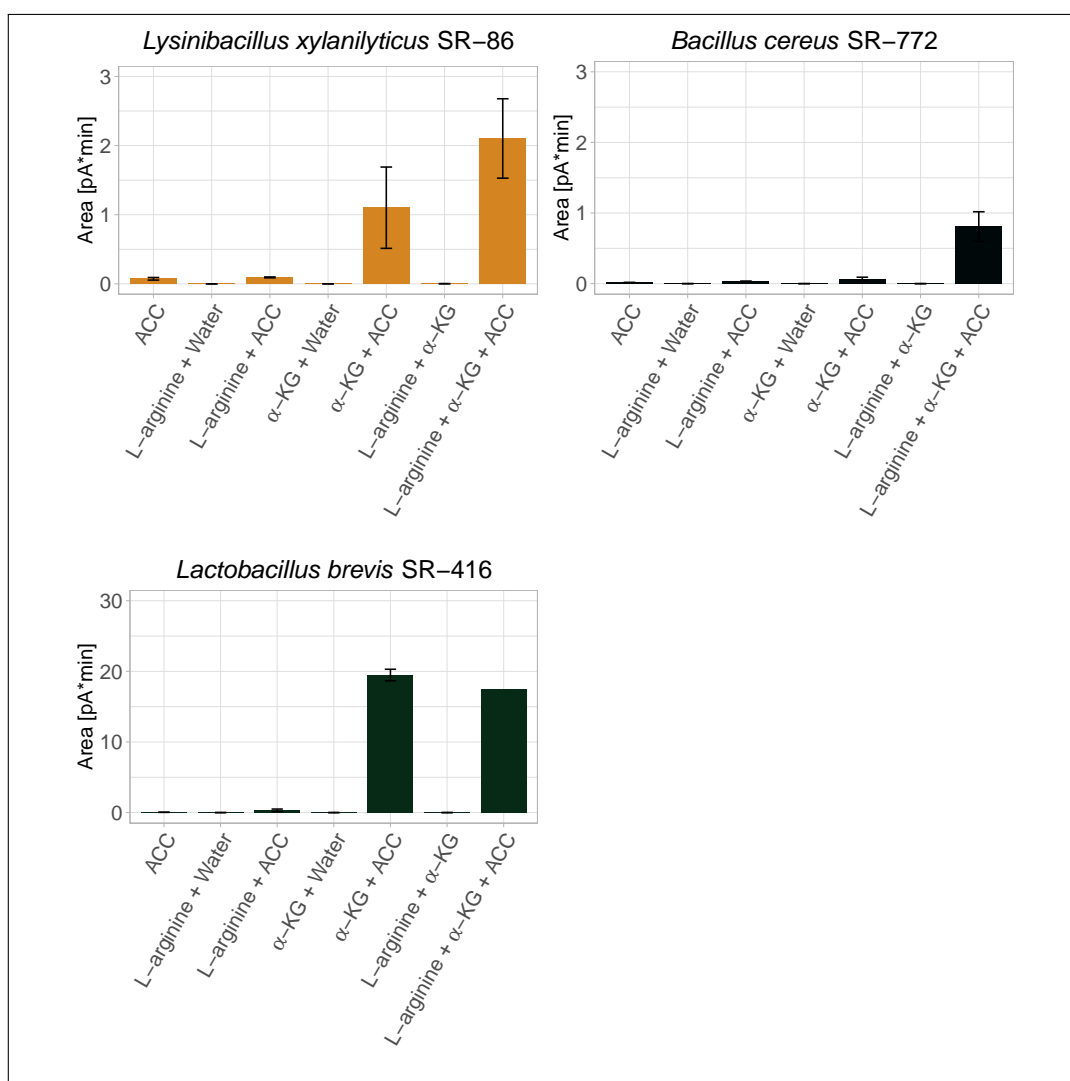 Lysinibacillus xylanilyticus SR−86
Area [pA*min]
3
2
1
0
ACC
L−arginine + Water
L−arginine + ACC
α−KG + Water
α−KG + ACC
L−arginine + α−KG
L−arginine + α−KG + ACC
Bacillus cereus SR−772
Area [pA*min]
3
2
1
0
ACC
L−arginine + Water
L−arginine + ACC
α−KG + Water
α−KG + ACC
L−arginine + α−KG
L−arginine + α−KG + ACC
Lactobacillus brevis SR−416
Area [pA*min]
30
20
10
0
ACC
L−arginine + Water
L−arginine + ACC
α−KG + Water
α−KG + ACC
L−arginine + α−KG
L−arginine + α−KG + ACC